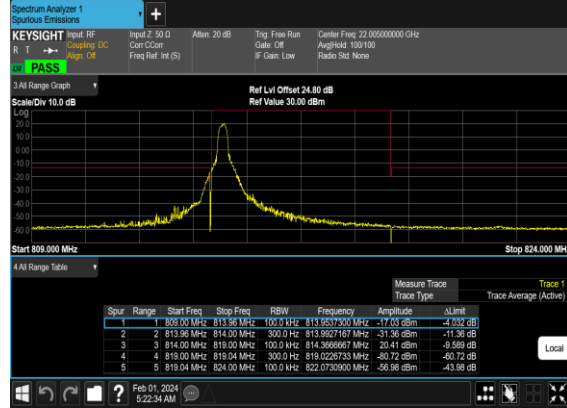 Spectrum Analyzer 1
Spurious Emissions
+
KEYSIGHT Input: RF Input Z: 50 Ω Atten: 20 dB Trig: Free Run Center Freq: 22.005000000 GHz
R T Coupling: DC Corr CCorr Gate: Off Avg|Hold: 100/100
Align: Off Freq Ref: Int (S) IF Gain: Low Radio Std: None
LW PASS
3 All Range Graph
Ref Lvl Offset 24.80 dB
Scale/Div 10.0 dB Ref Value 30.00 dBm
Log
20.0
10.0
0.00
-10.0
-20.0
-30.0
-40.0
-50.0
-60.0
Start 809.000 MHz Stop 824.000 MHz
4 All Range Table
Measure Trace Trace 1
Trace Type Trace Average (Active)
Spur Range Start Freq Stop Freq RBW Frequency Amplitude ΔLimit
1 1 809.00 MHz 813.96 MHz 100.0 kHz 813.9537300 MHz -17.03 dBm -4.032 dB
2 2 813.96 MHz 814.00 MHz 300.0 Hz 813.9927167 MHz -31.36 dBm -11.36 dB
3 3 814.00 MHz 819.00 MHz 100.0 kHz 814.3666667 MHz 20.41 dBm -9.589 dB
4 4 819.00 MHz 819.04 MHz 300.0 Hz 819.0226733 MHz -80.72 dBm -60.72 dB
5 5 819.04 MHz 824.00 MHz 100.0 kHz 822.0730900 MHz -56.98 dBm -43.98 dB
Local
? Feb 01, 2024
5:22:34 AM